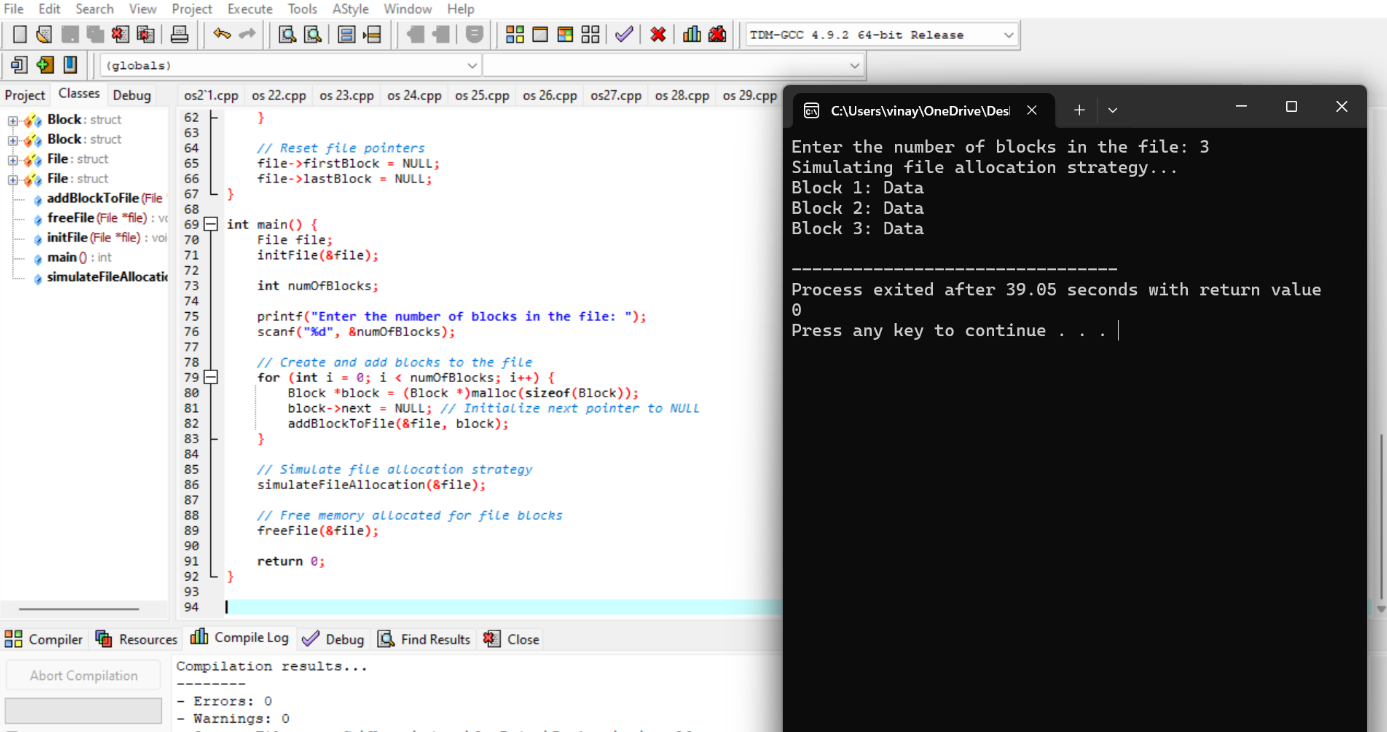 File Edit Search View Project Execute Tools AStyle Window Help
TDM-GCC 4.9.2 64-bit Release
(globals)
Project Classes Debug
os2`1.cpp os 22.cpp os 23.cpp os 24.cpp os 25.cpp os 26.cpp os27.cpp os 28.cpp os 29.cpp
Block : struct
Block : struct
File : struct
File : struct
addBlockToFile (File
freeFile (File *file) : vo
initFile (File *file) : voi
main () : int
simulateFileAllocatio
62 }
63
64 // Reset file pointers
65 file->firstBlock = NULL;
66 file->lastBlock = NULL;
67 }
68
69 int main() {
70 File file;
71 initFile(&file);
72
73 int numOfBlocks;
74
75 printf("Enter the number of blocks in the file: ");
76 scanf("%d", &numOfBlocks);
77
78 // Create and add blocks to the file
79 for (int i = 0; i < numOfBlocks; i++) {
80 Block *block = (Block *)malloc(sizeof(Block));
81 block->next = NULL; // Initialize next pointer to NULL
82 addBlockToFile(&file, block);
83 }
84
85 // Simulate file allocation strategy
86 simulateFileAllocation(&file);
87
88 // Free memory allocated for file blocks
89 freeFile(&file);
90
91 return 0;
92 }
93
94
C:\Users\vinay\OneDrive\Des
Enter the number of blocks in the file: 3
Simulating file allocation strategy...
Block 1: Data
Block 2: Data
Block 3: Data
--------------------------------
Process exited after 39.05 seconds with return value
0
Press any key to continue . . .
Compiler Resources Compile Log Debug Find Results Close
Abort Compilation
Compilation results...
--------
- Errors: 0
- Warnings: 0